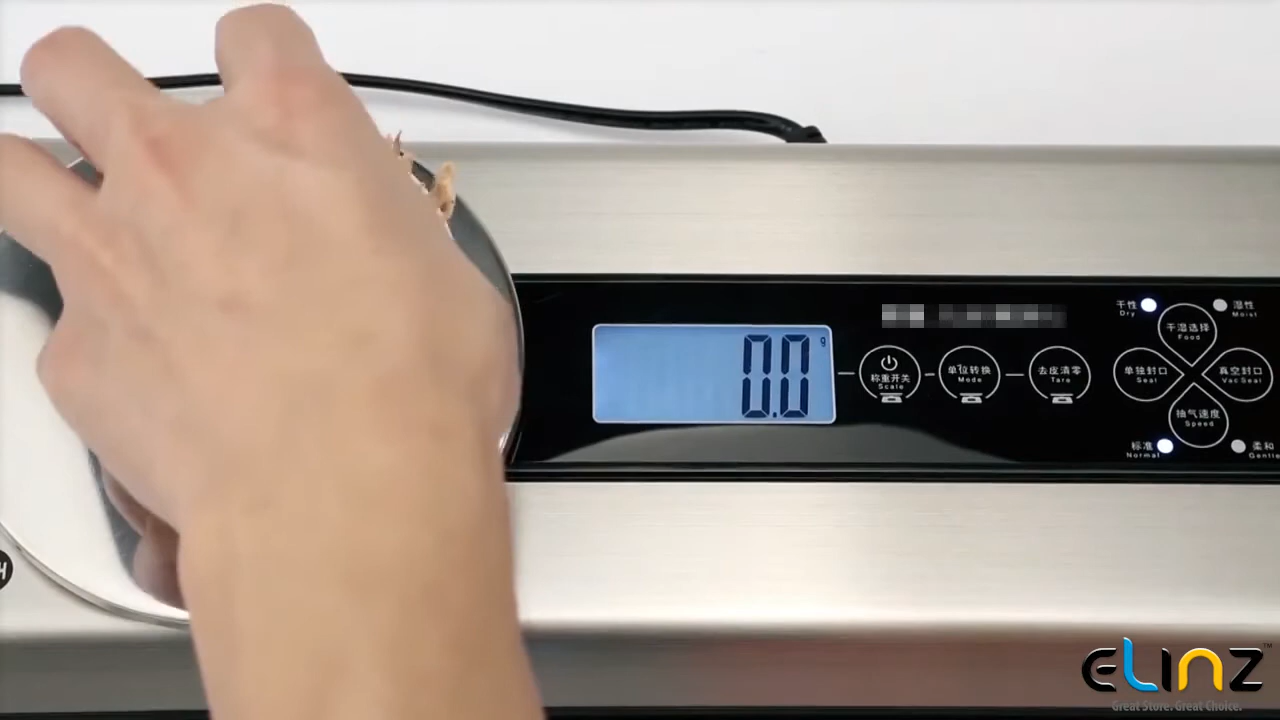 干性
Dry
湿性
Moist
干湿选择
Food
0.0 g
称重开关
Scale
单位转换
Mode
去皮清零
Tare
单独封口
Seal
真空封口
Vac Seal
抽气速度
Speed
标准
Normal
柔和
Gentle
H
eLINZ™
Great Store. Great Choice.